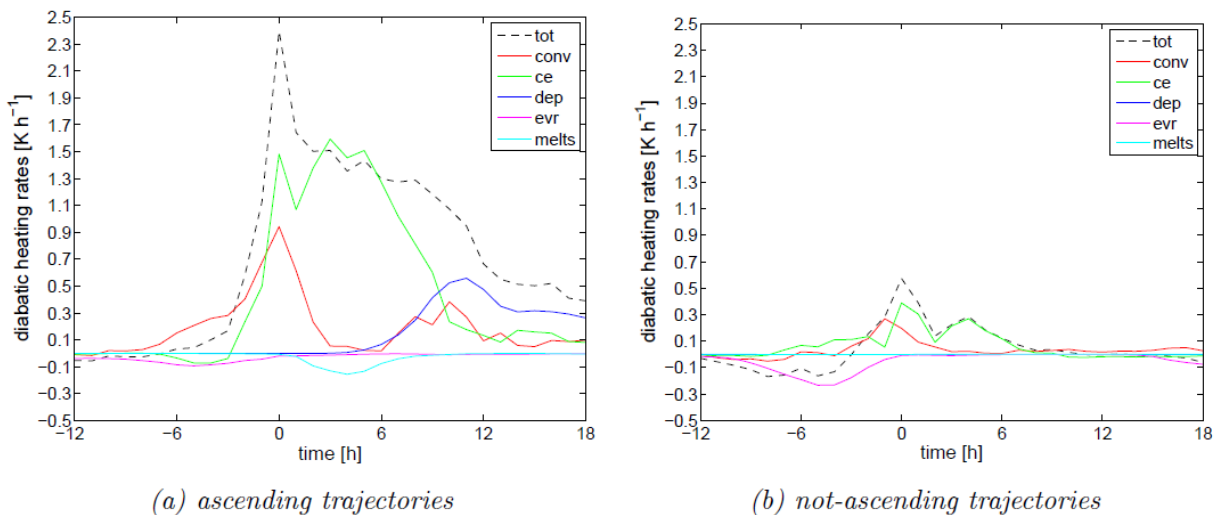 diabatic heating rates [K h⁻¹]
2.5
2.3
2.1
1.9
1.7
1.5
1.3
1.1
0.9
0.7
0.5
0.3
0.1
−0.1
−0.3
−0.5
−12
−6
0
6
12
18
time [h]
tot
conv
ce
dep
evr
melts
(a) ascending trajectories
diabatic heating rates [K h⁻¹]
2.5
2.3
2.1
1.9
1.7
1.5
1.3
1.1
0.9
0.7
0.5
0.3
0.1
−0.1
−0.3
−0.5
−12
−6
0
6
12
18
time [h]
tot
conv
ce
dep
evr
melts
(b) not-ascending trajectories